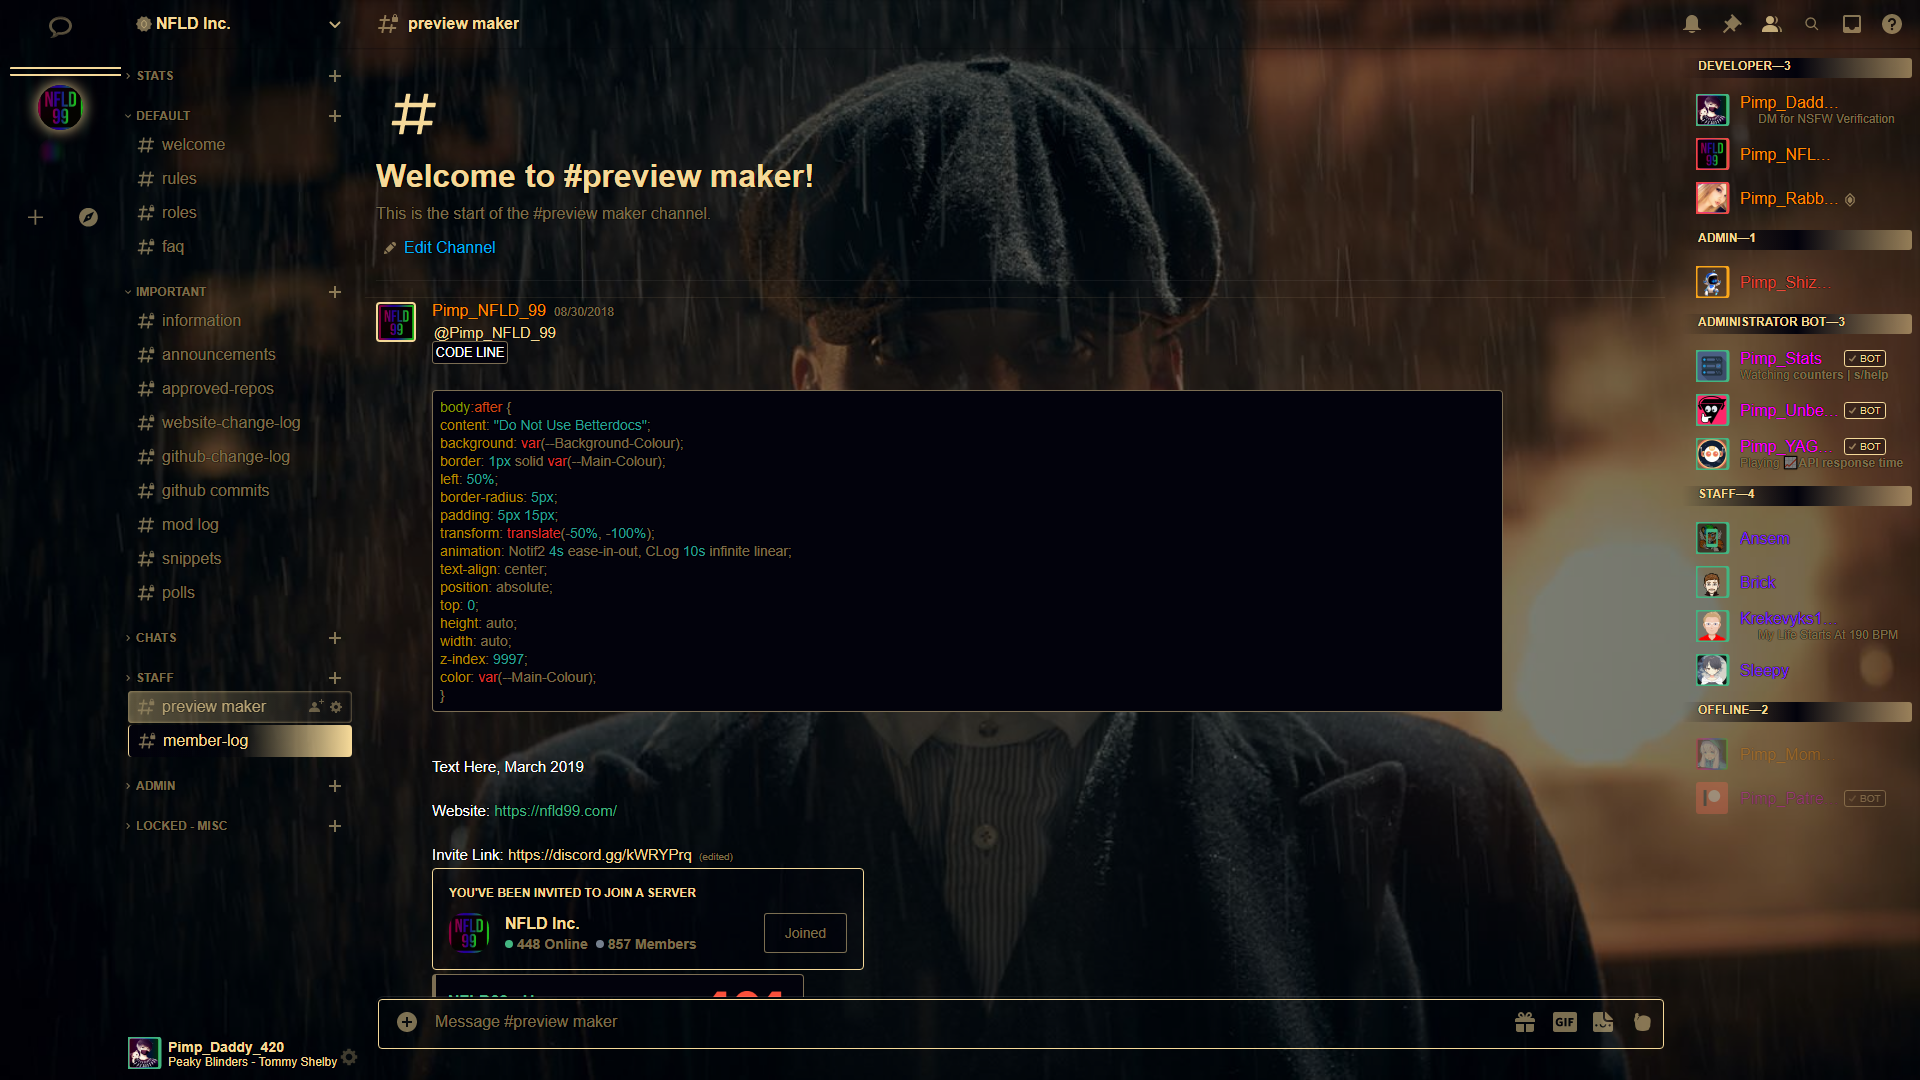 NFLD Inc.
preview maker
STATS
DEFAULT
welcome
rules
roles
faq
IMPORTANT
information
announcements
approved-repos
website-change-log
github-change-log
github commits
mod log
snippets
polls
CHATS
STAFF
preview maker
member-log
ADMIN
LOCKED - MISC
Pimp_Daddy_420
Peaky Blinders - Tommy Shelby
NFLD
99
Welcome to #preview maker!
This is the start of the #preview maker channel.
Edit Channel
NFLD
99
Pimp_NFLD_99 08/30/2018
@Pimp_NFLD_99
CODE LINE
body:after {
content: "Do Not Use Betterdocs";
background: var(--Background-Colour);
border: 1px solid var(--Main-Colour);
left: 50%;
border-radius: 5px;
padding: 5px 15px;
transform: translate(-50%, -100%);
animation: Notif2 4s ease-in-out, CLog 10s infinite linear;
text-align: center;
position: absolute;
top: 0;
height: auto;
width: auto;
z-index: 9997;
color: var(--Main-Colour);
}
Text Here, March 2019
Website: https://nfld99.com/
Invite Link: https://discord.gg/kWRYPrq (edited)
YOU'VE BEEN INVITED TO JOIN A SERVER
NFLD
99
NFLD Inc.
448 Online 857 Members
Joined
Message #preview maker
GIF
DEVELOPER—3
Pimp_Dadd...
DM for NSFW Verification
NFLD
99
Pimp_NFL...
Pimp_Rabb...
ADMIN—1
Pimp_Shiz...
ADMINISTRATOR BOT—3
Pimp_Stats BOT
Watching counters | s/help
Pimp_Unbe... BOT
Pimp_YAG... BOT
Playing API response time
STAFF—4
Ansem
Brick
Krokovyks1...
My Life Starts At 190 BPM
Sleepy
OFFLINE—2
Pimp_Mom...
BOT